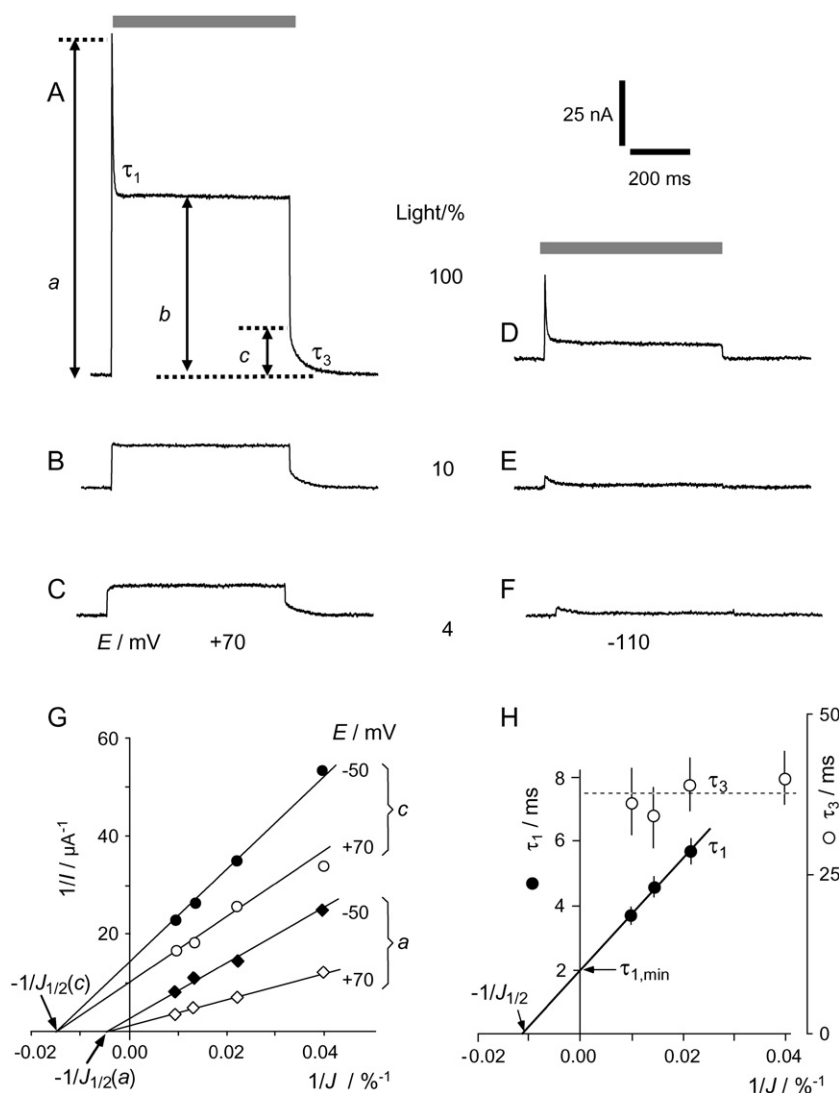 A
25 nA
200 ms
τ1
Light/%
a
b
c
τ3
100
D
B
10
E
C
4
F
E / mV +70
-110
G
E / mV
60
-50
c
+70
40
-50
a
+70
20
1/I / µA-1
-1/J1/2(c)
-0.02 0.00 0.02 0.04
-1/J1/2(a)
1/J / %-1
H
50
8
τ3
6
τ1
τ1 / ms
τ3 / ms
25
4
2
τ1,min
-1/J1/2
0
0
-0.02 0.00 0.02 0.04
1/J / %-1